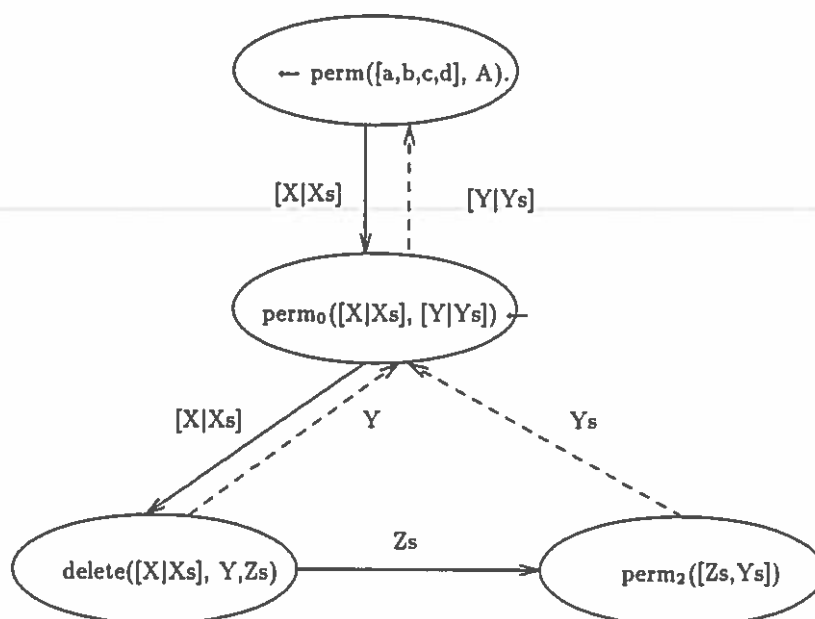 ← perm([a,b,c,d], A).
[X|Xs] [Y|Ys]
perm₀([X|Xs], [Y|Ys]) ←
[X|Xs] Y Ys
delete([X|Xs], Y,Zs) Zs perm₂([Zs,Ys])